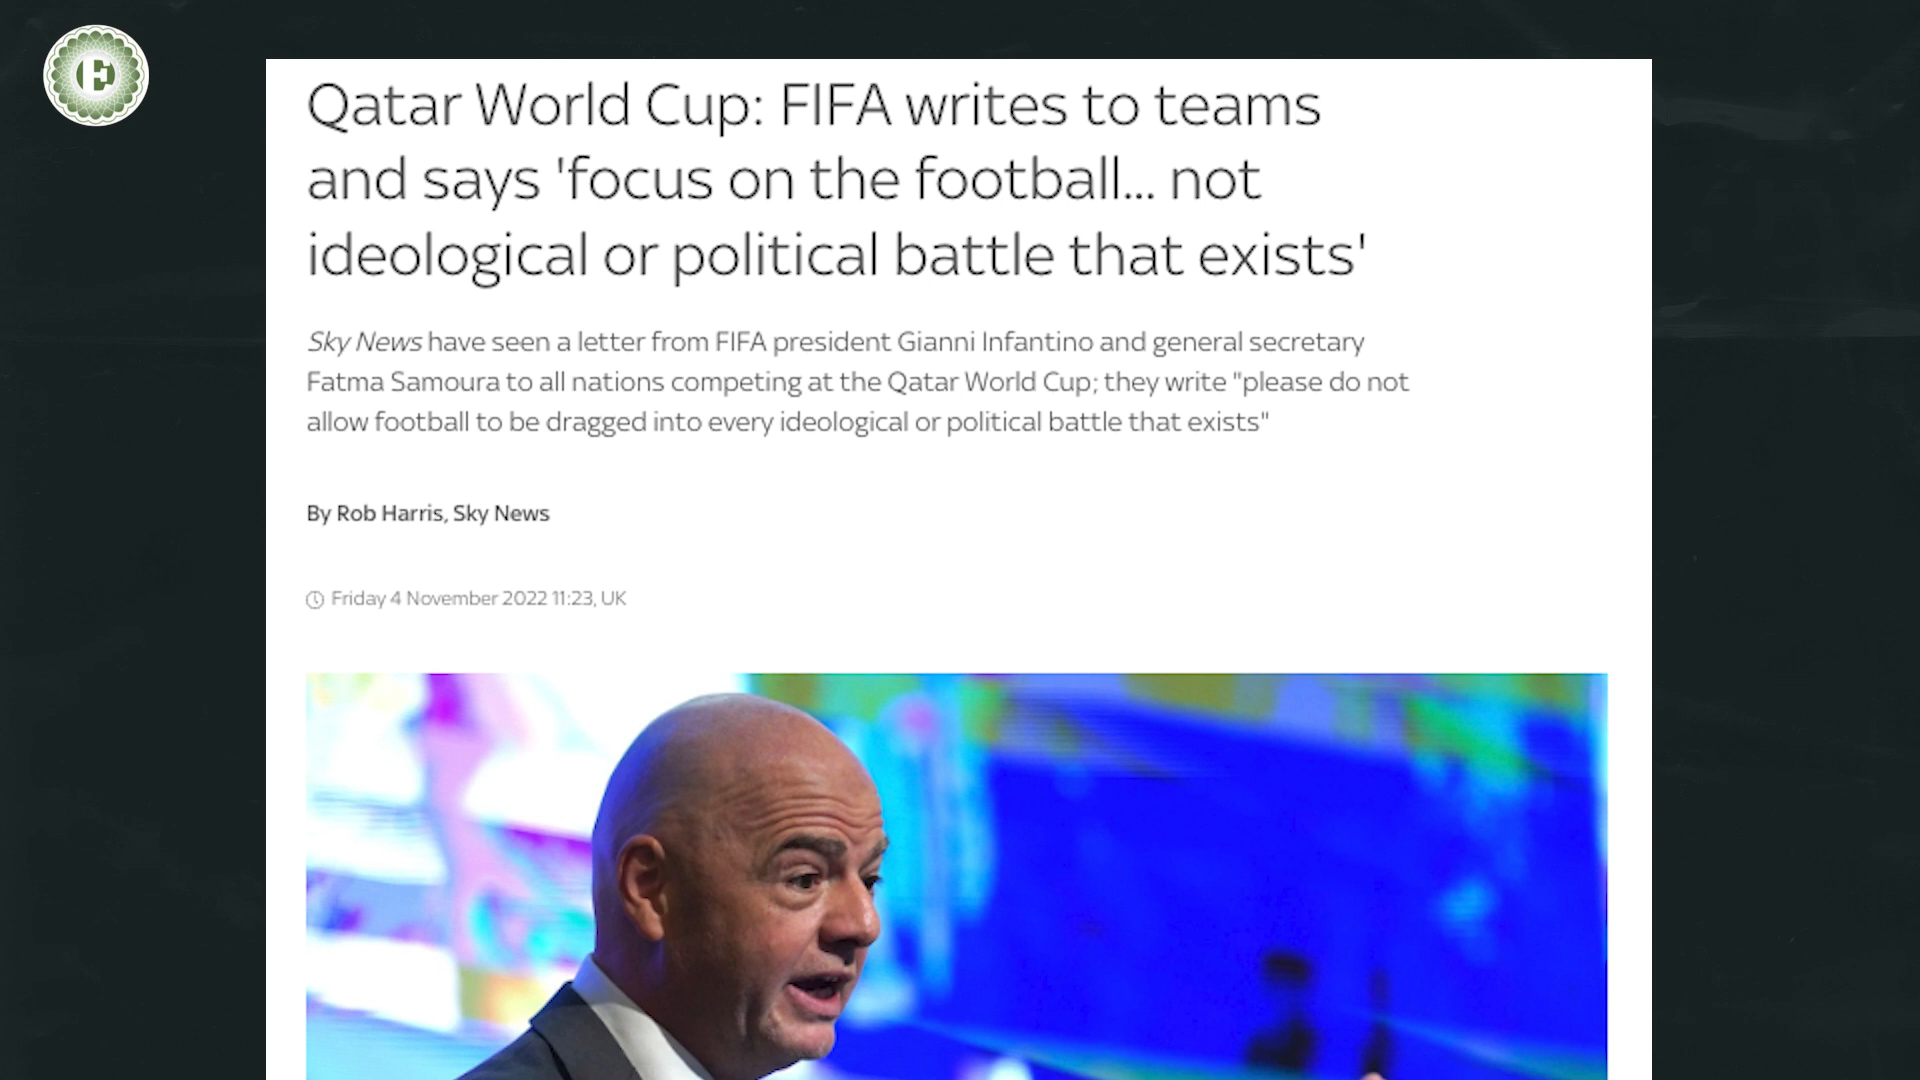 E
Qatar World Cup: FIFA writes to teams
and says 'focus on the football... not
ideological or political battle that exists'
Sky News have seen a letter from FIFA president Gianni Infantino and general secretary
Fatma Samoura to all nations competing at the Qatar World Cup; they write "please do not
allow football to be dragged into every ideological or political battle that exists"
By Rob Harris, Sky News
Friday 4 November 2022 11:23, UK